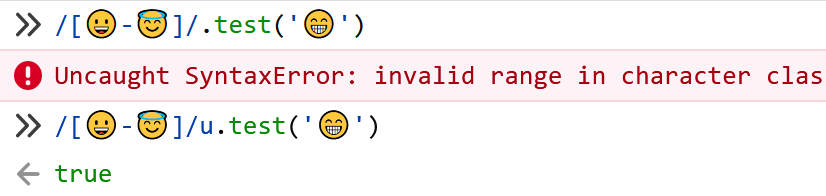 /[😀-😇]/.test('😁')
Uncaught SyntaxError: invalid range in character clas
/[😀-😇]/u.test('😁')
true